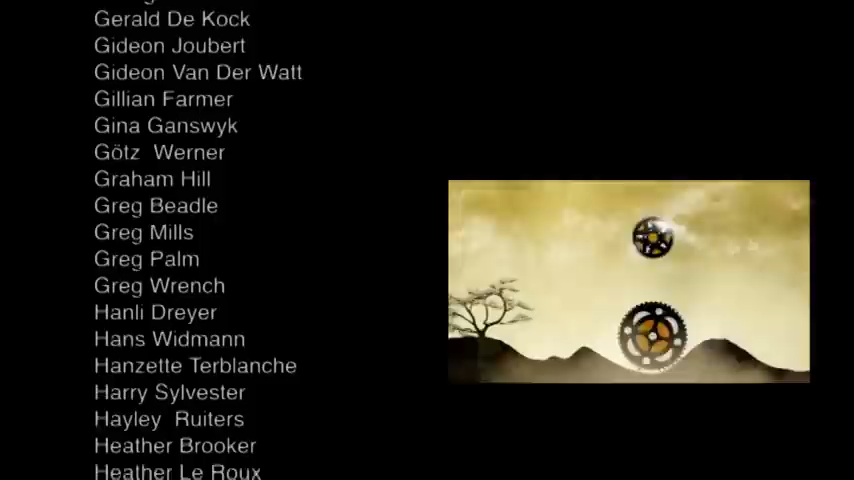 Gerald De Kock
Gideon Joubert
Gideon Van Der Watt
Gillian Farmer
Gina Ganswyk
Götz  Werner
Graham Hill
Greg Beadle
Greg Mills
Greg Palm
Greg Wrench
Hanli Dreyer
Hans Widmann
Hanzette Terblanche
Harry Sylvester
Hayley  Ruiters
Heather Brooker
Heather Le Roux